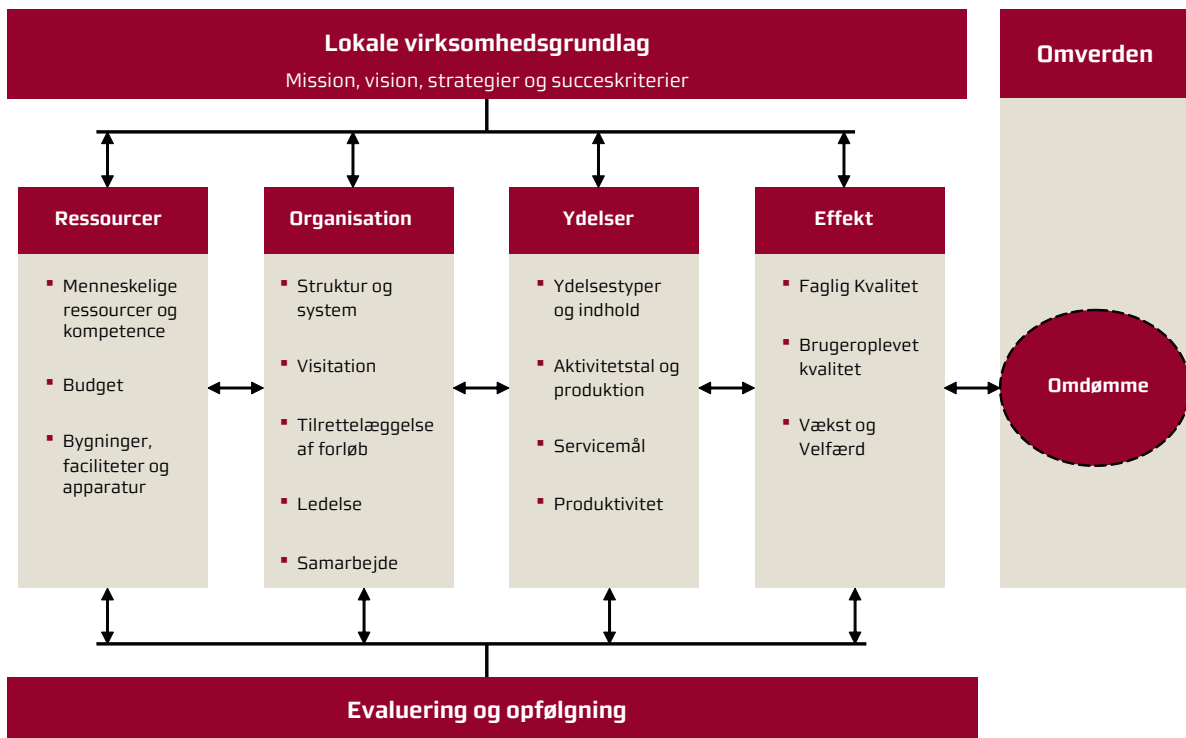 Lokale virksomhedsgrundlag
Mission, vision, strategier og succeskriterier
Omverden
Ressourcer
Menneskelige
ressourcer og
kompetence
Budget
Bygninger,
faciliteter og
apparatur
Organisation
Struktur og
system
Visitation
Tilrettelæggelse
af forløb
Ledelse
Samarbejde
Ydelser
Ydelsestyper
og indhold
Aktivitetstal og
produktion
Servicemål
Produktivitet
Effekt
Faglig Kvalitet
Brugeroplevet
kvalitet
Vækst og
Velfærd
Omdømme
Evaluering og opfølgning